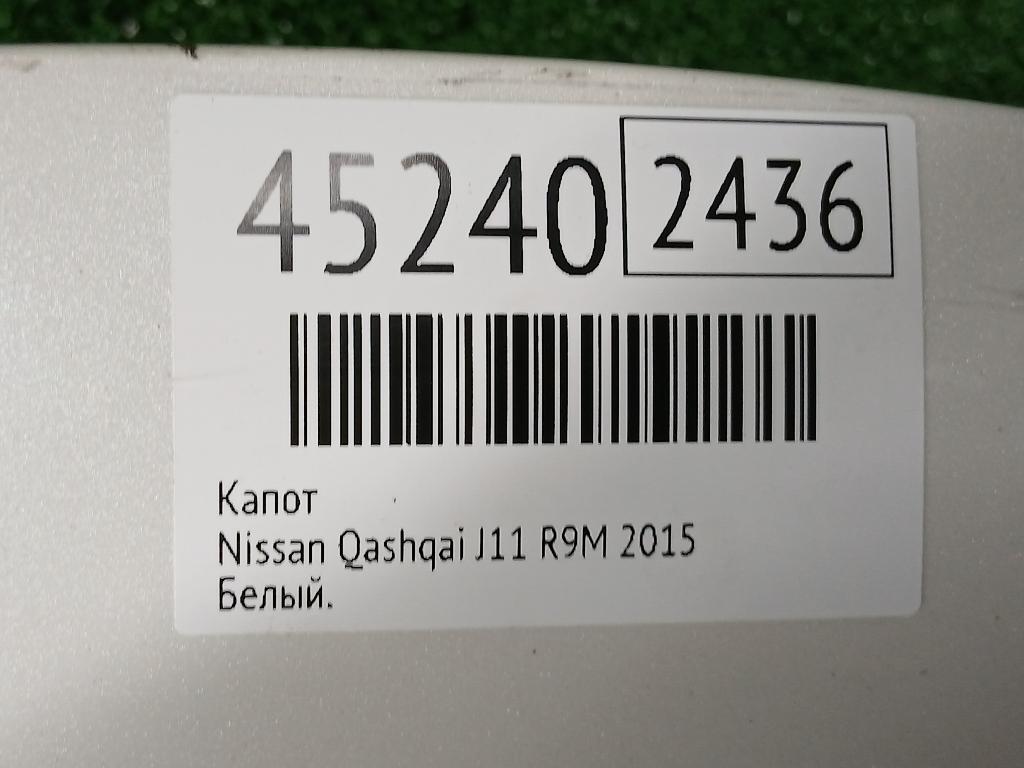 45240 2436
Капот
Nissan Qashqai J11 R9M 2015
Белый.